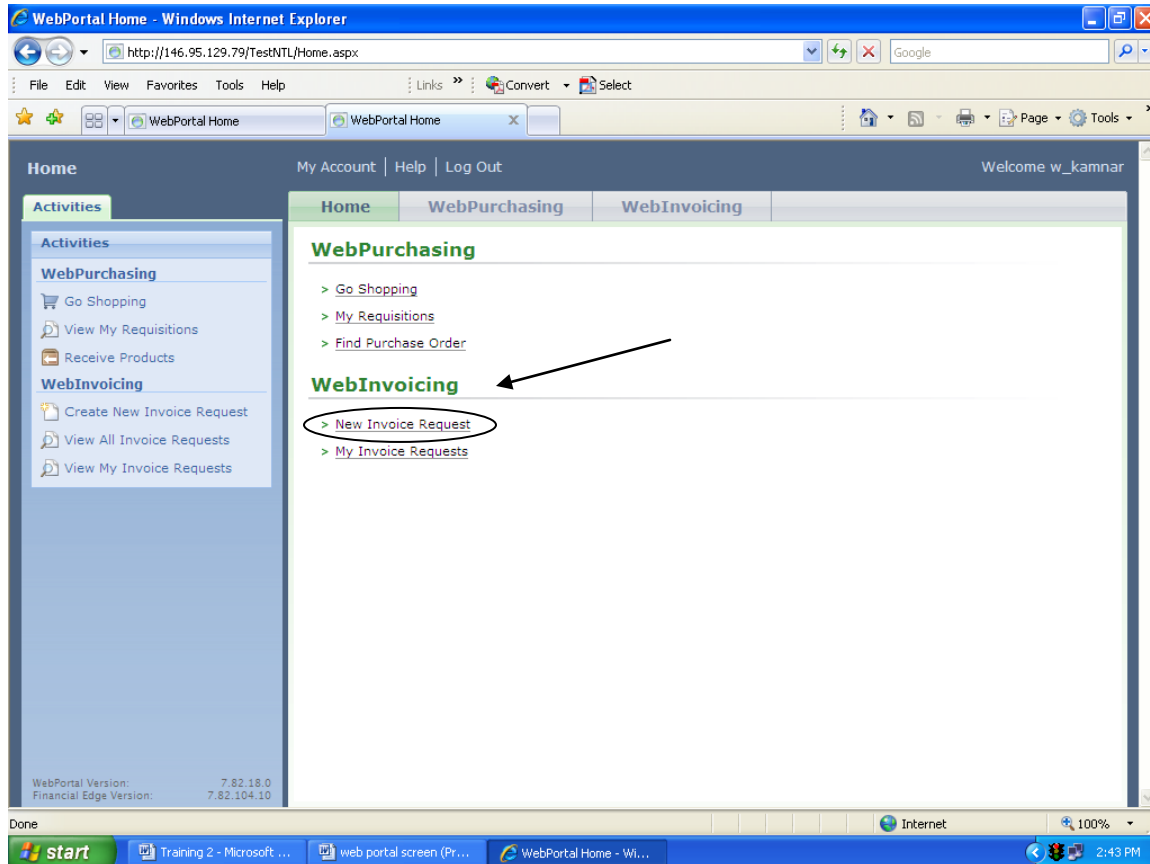 WebPortal Home - Windows Internet Explorer
http://146.95.129.79/TestNTL/Home.aspx
Google
File Edit View Favorites Tools Help Links » Convert Select
WebPortal Home WebPortal Home x Page Tools »
Home My Account | Help | Log Out Welcome w_kamnar
Activities Home WebPurchasing WebInvoicing
Activities
WebPurchasing
Go Shopping
View My Requisitions
Receive Products
WebInvoicing
Create New Invoice Request
View All Invoice Requests
View My Invoice Requests
WebPurchasing
> Go Shopping
> My Requisitions
> Find Purchase Order
WebInvoicing
> New Invoice Request
> My Invoice Requests
WebPortal Version: 7.82.18.0
Financial Edge Version: 7.82.104.10
Done Internet 100%
start Training 2 - Microsoft ... web portal screen (Pr... WebPortal Home - Wi... 2:43 PM